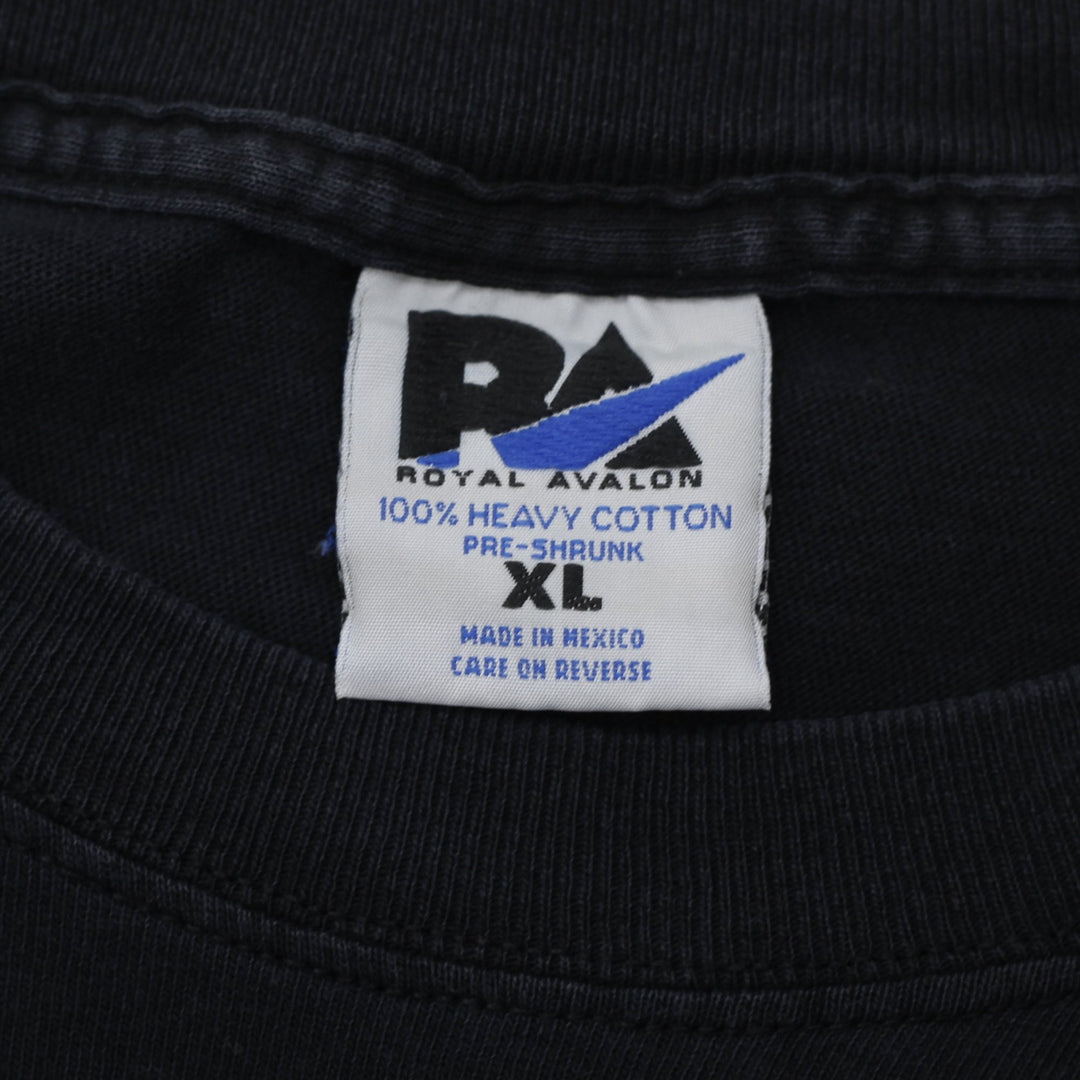 RA
ROYAL AVALON
100% HEAVY COTTON
PRE-SHRUNK
XL
MADE IN MEXICO
CARE ON REVERSE